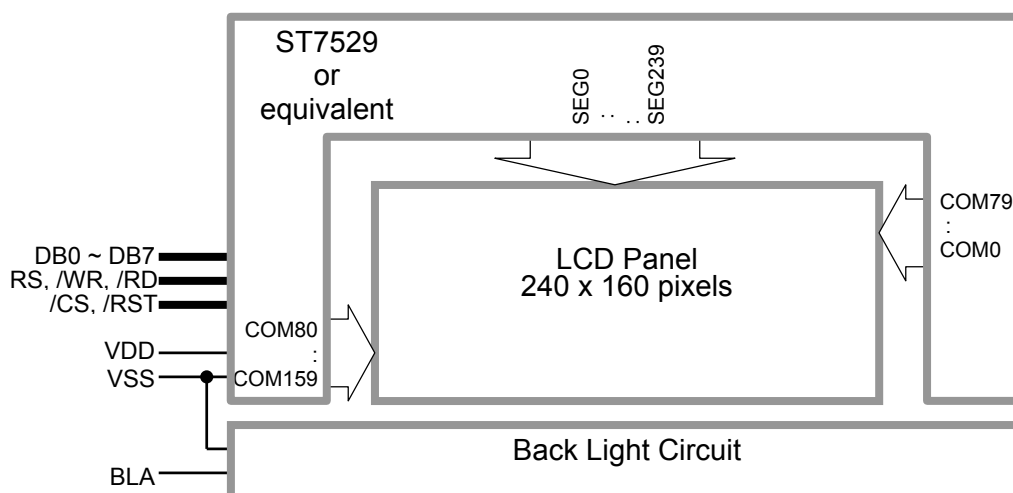 ST7529
or
equivalent
SEG0
. .
. .
SEG239
COM79
:
COM0
LCD Panel
240 x 160 pixels
DB0 ~ DB7
RS, /WR, /RD
/CS, /RST
COM80
:
COM159
VDD
VSS
Back Light Circuit
BLA